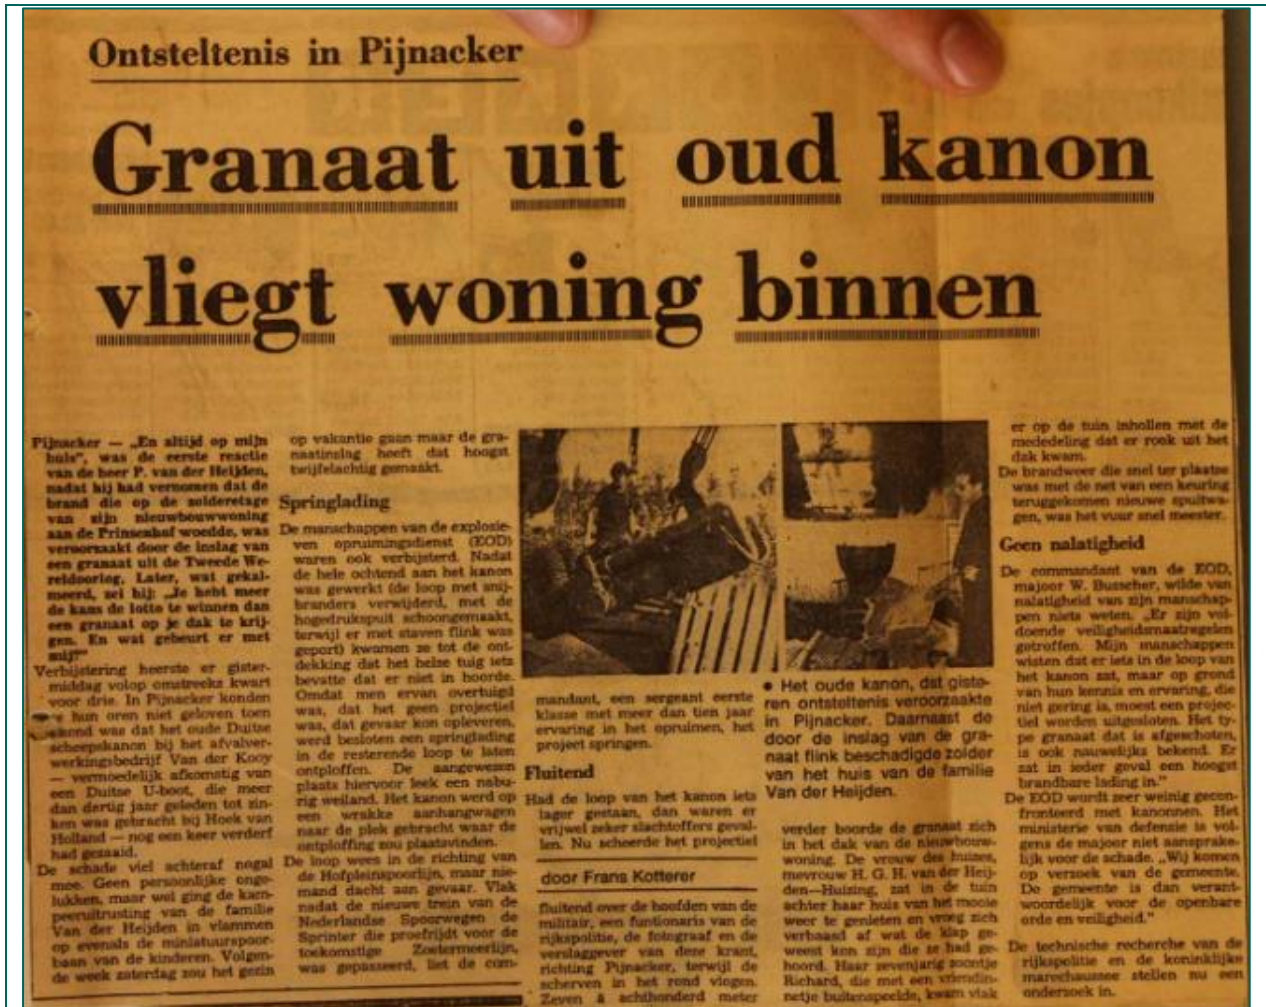 Ontsteltenis in Pijnacker
Granaat uit oud kanon
vliegt woning binnen
Pijnacker — „En altijd op mijn
huis", was de eerste reactie
van de heer P. van der Heijden,
nadat hij had vernomen dat de
brand die op de solderetage
van zijn nieuwbouwwoning
aan de Prinsenhof woedde, was
veroorzaakt door de inslag van
een granaat uit de Tweede We-
reldoorlog. Later, wat gekal-
meerd, zei hij: „Je hebt meer
de kans de lotto te winnen dan
een granaat op je dak te krij-
gen. En wat gebeurt er met
mij?"
Verbijstering heerste er gister-
middag volop omstreeks kwart
voor drie. In Pijnacker konden
ze hun oren niet geloven toen
bekend was dat het oude Duitse
scheepskanon bij het afvalver-
werkingsbedrijf Van der Kooy
— vermoedelijk afkomstig van
een Duitse U-boot, die meer
dan dertig jaar geleden tot zin-
ken was gebracht bij Hoek van
Holland — nog een keer verderf
had gezaaid.
De schade viel achteraf nogal
mee. Geen persoonlijke onge-
lukken, maar wel ging de kam-
peeruitrusting van de familie
Van der Heijden in vlammen
op evenals de miniatuurspoor-
baan van de kinderen. Volgen-
de week zaterdag zou het gezin
op vakantie gaan maar de gra-
naatinslag heeft dat hoogst
twijfelachtig gemaakt.
Springlading
De manschappen van de explosie-
ven opruimingsdienst (EOD)
waren ook verbijsterd. Nadat
de hele ochtend aan het kanon
was gewerkt (de loop met snij-
branders verwijderd, met de
hogedrukspuit schoongemaakt,
terwijl er met staven flink was
geport) kwamen ze tot de ont-
dekking dat het helse tuig iets
bevatte dat er niet in hoorde.
Omdat men ervan overtuigd
was, dat het geen projectiel
was, dat gevaar kon opleveren,
werd besloten een springlading
in de resterende loop te laten
ontploffen. De aangewezen
plaats hiervoor leek een nabu-
rig weiland. Het kanon werd op
een wrakke aanhangwagen
naar de plek gebracht waar de
ontploffing zou plaatsvinden.
De loop wees in de richting van
de Hofpleinspoorlijn, maar nie-
mand dacht aan gevaar. Vlak
nadat de nieuwe trein van de
Nederlandse Spoorwegen de
Sprinter die proefrijdt voor de
toekomstige Zoetermeerlijn,
was gepasseerd, liet de com-
mandant, een sergeant eerste
klasse met meer dan tien jaar
ervaring in het opruimen, het
project springen.
Fluitend
Had de loop van het kanon iets
lager gestaan, dan waren er
vrijwel zeker slachtoffers geval-
len. Nu scheerde het projectiel
door Frans Kotterer
fluitend over de hoofden van de
militair, een funtionaris van de
rijkspolitie, de fotograaf en de
verslaggever van deze krant,
richting Pijnacker, terwijl de
scherven in het rond vlogen.
Zeven à achthonderd meter
• Het oude kanon, dat giste-
ren ontsteltenis veroorzaakte
in Pijnacker. Daarnaast de
door de inslag van de gra-
naat flink beschadigde zolder
van het huis van de familie
Van der Heijden.
verder boorde de granaat zich
in het dak van de nieuwbouw-
woning. De vrouw des huizes,
mevrouw H. G. H. van der Heij-
den—Huizing, zat in de tuin
achter haar huis van het mooie
weer te genieten en vroeg zich
verbaasd af wat de klap ge-
weest kon zijn die ze had ge-
hoord. Haar zevenjarig zoontje
Richard, die met een vriendin-
netje buitenspeelde, kwam vlak
er op de tuin inhollen met de
mededeling dat er rook uit het
dak kwam.
De brandweer die snel ter plaatse
was met de net van een keuring
teruggekomen nieuwe spuitwa-
gen, was het vuur snel meester.
Geen nalatigheid
De commandant van de EOD,
majoor W. Busscher, wilde van
nalatigheid van zijn manschap-
pen niets weten. „Er zijn vol-
doende veiligheidsmaatregelen
getroffen. Mijn manschappen
wisten dat er iets in de loop van
het kanon zat, maar op grond
van hun kennis en ervaring, die
niet gering is, moest een projec-
tiel worden uitgesloten. Het ty-
pe granaat dat is afgeschoten,
is ook nauwelijks bekend. Er
zat in ieder geval een hoogst
brandbare lading in."
De EOD wordt zeer weinig gecon-
fronteerd met kanonnen. Het
ministerie van defensie is vol-
gens de majoor niet aansprake-
lijk voor de schade. „Wij komen
op verzoek van de gemeente.
De gemeente is dan verant-
woordelijk voor de openbare
orde en veiligheid."
De technische recherche van de
rijkspolitie en de koninklijke
marechaussee stellen nu een
onderzoek in.